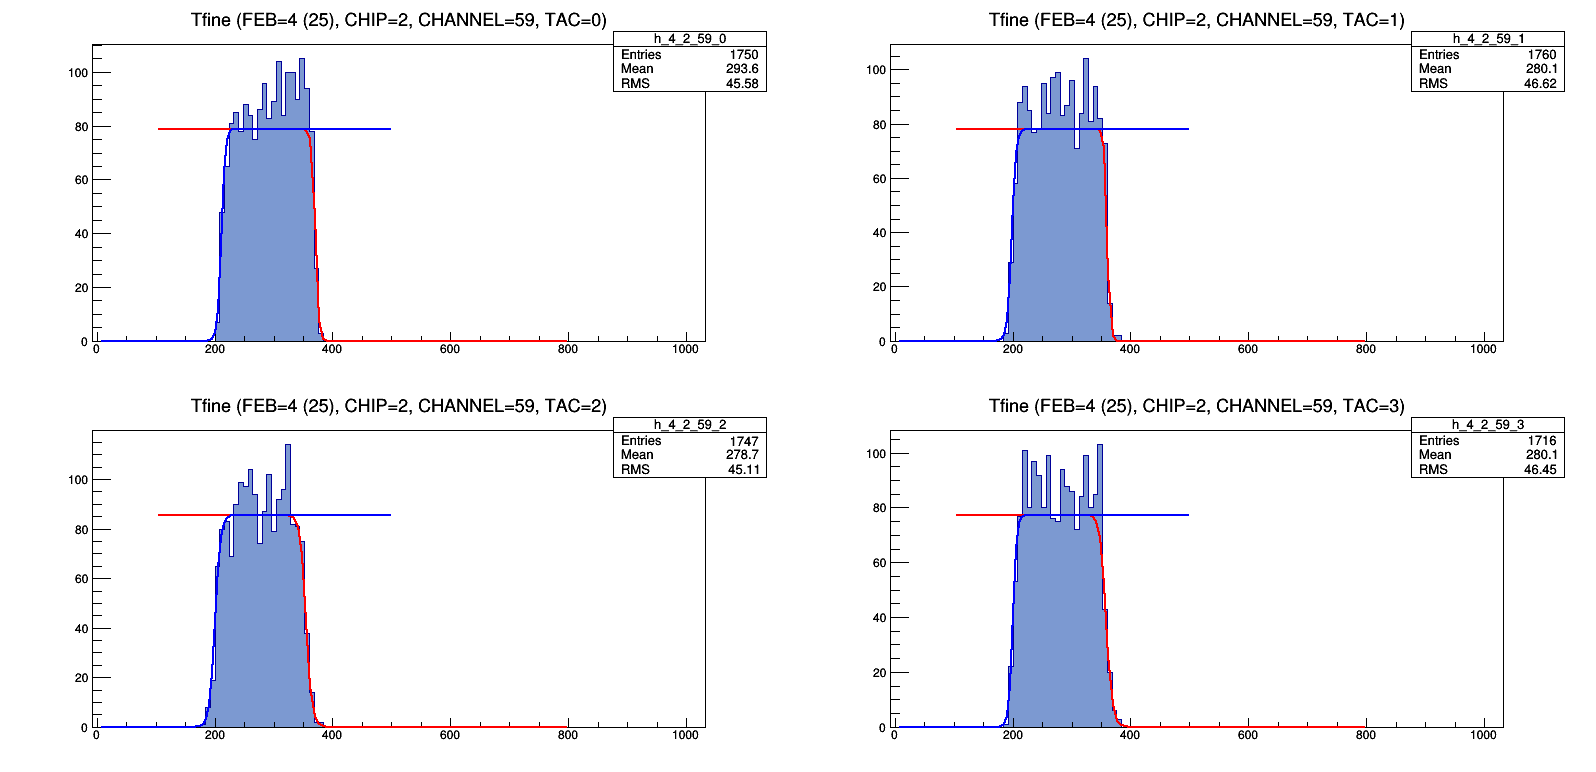 Tfine (FEB=4 (25), CHIP=2, CHANNEL=59, TAC=0)
h_4_2_59_0
Entries 1750
Mean 293.6
RMS 45.58
100
80
60
40
20
0
0 200 400 600 800 1000
Tfine (FEB=4 (25), CHIP=2, CHANNEL=59, TAC=1)
h_4_2_59_1
Entries 1760
Mean 280.1
RMS 46.62
100
80
60
40
20
0
0 200 400 600 800 1000
Tfine (FEB=4 (25), CHIP=2, CHANNEL=59, TAC=2)
h_4_2_59_2
Entries 1747
Mean 278.7
RMS 45.11
100
80
60
40
20
0
0 200 400 600 800 1000
Tfine (FEB=4 (25), CHIP=2, CHANNEL=59, TAC=3)
h_4_2_59_3
Entries 1716
Mean 280.1
RMS 46.45
100
80
60
40
20
0
0 200 400 600 800 1000